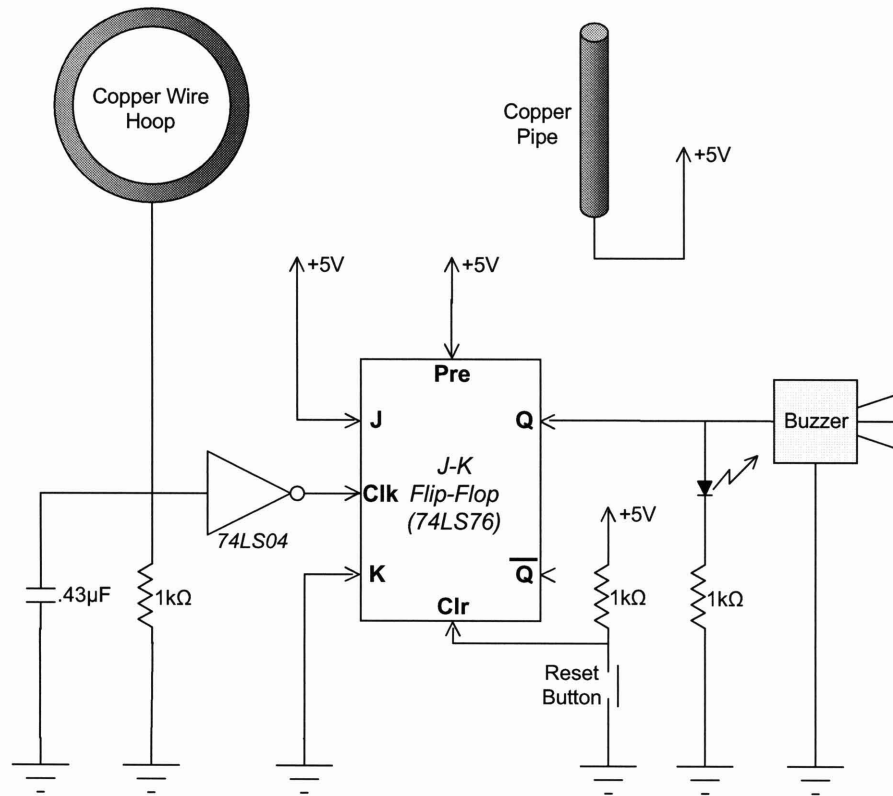 Copper Wire
Hoop
Copper
Pipe
+5V
+5V
+5V
Pre
J
Q
Buzzer
J-K
Flip-Flop
(74LS76)
Clk
74LS04
+5V
K
Q
.43µF
1kΩ
1kΩ
1kΩ
Clr
Reset
Button